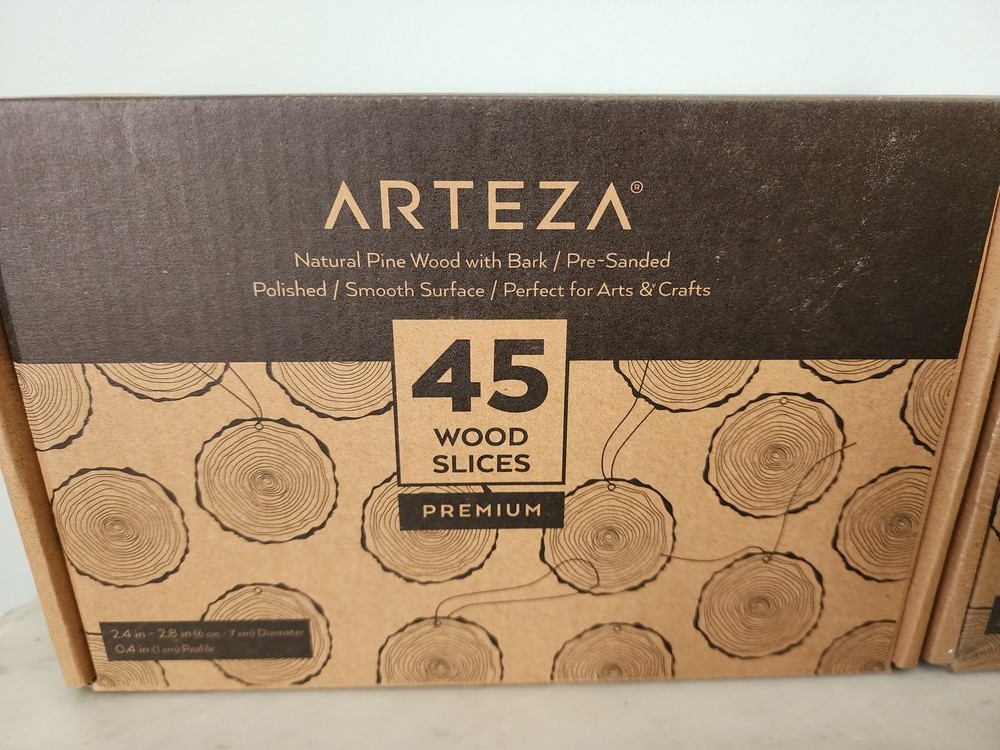 ARTEZA®
Natural Pine Wood with Bark / Pre-Sanded
Polished / Smooth Surface / Perfect for Arts & Crafts
45
WOOD
SLICES
PREMIUM
2.4 in - 2.8 in (6 cm - 7 cm) Diameter
0.4 in (1 cm) Profile